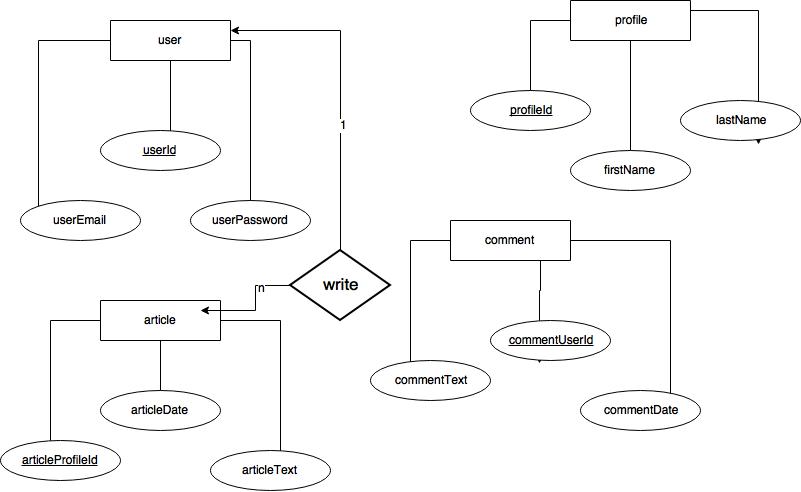 user
profile
profileId
lastName
1
userId
firstName
userEmail
userPassword
comment
write
n
article
commentUserId
commentText
articleDate
commentDate
articleProfileId
articleText